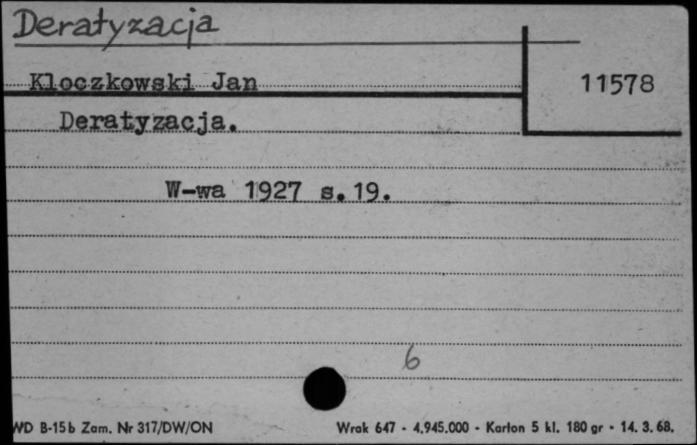 Deratyzacja
Kłoczkowski Jan
11578
Deratyzacja.
W-wa 1927 s.19.
6
WD B-15b Zam. Nr 317/DW/ON Wrak 647 - 4.945.000 - Karton 5 kl. 180 gr - 14.3.68.